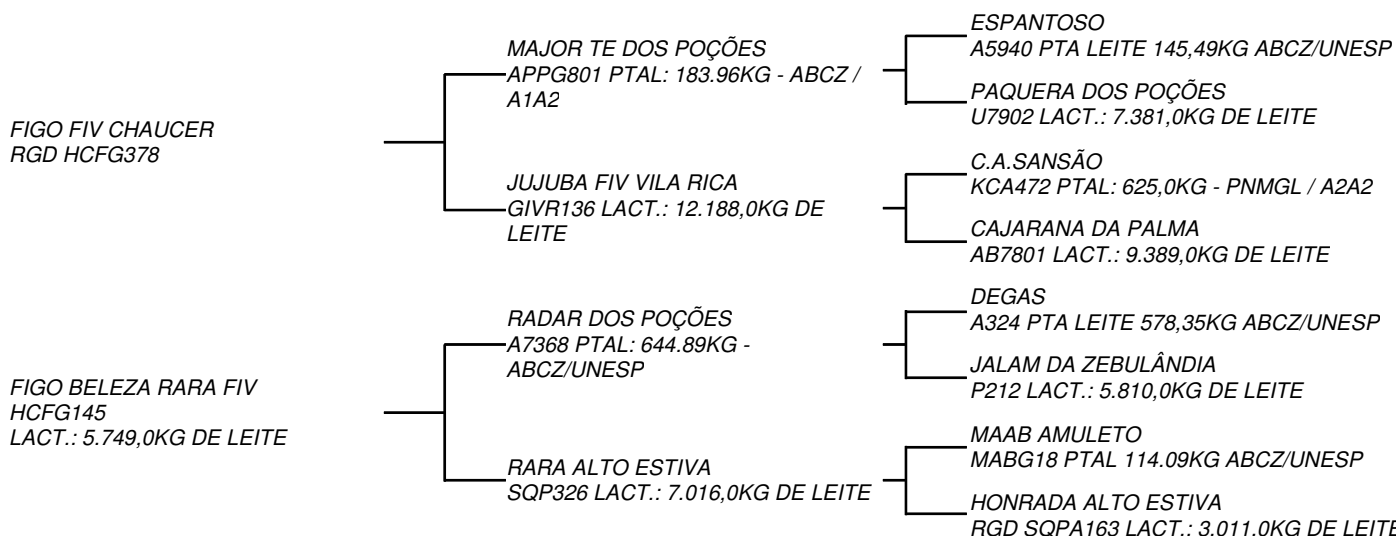 FIGO FIV CHAUCER
RGD HCFG378
MAJOR TE DOS POÇÕES
APPG801 PTAL: 183.96KG - ABCZ /
A1A2
ESPANTOSO
A5940 PTA LEITE 145,49KG ABCZ/UNESP
PAQUERA DOS POÇÕES
U7902 LACT.: 7.381,0KG DE LEITE
JUJUBA FIV VILA RICA
GIVR136 LACT.: 12.188,0KG DE
LEITE
C.A.SANSÃO
KCA472 PTAL: 625,0KG - PNMGL / A2A2
CAJARANA DA PALMA
AB7801 LACT.: 9.389,0KG DE LEITE
FIGO BELEZA RARA FIV
HCFG145
LACT.: 5.749,0KG DE LEITE
RADAR DOS POÇÕES
A7368 PTAL: 644.89KG -
ABCZ/UNESP
DEGAS
A324 PTA LEITE 578,35KG ABCZ/UNESP
JALAM DA ZEBULÂNDIA
P212 LACT.: 5.810,0KG DE LEITE
RARA ALTO ESTIVA
SQP326 LACT.: 7.016,0KG DE LEITE
MAAB AMULETO
MABG18 PTAL 114.09KG ABCZ/UNESP
HONRADA ALTO ESTIVA
RGD SQPA163 LACT.: 3.011,0KG DE LEITE